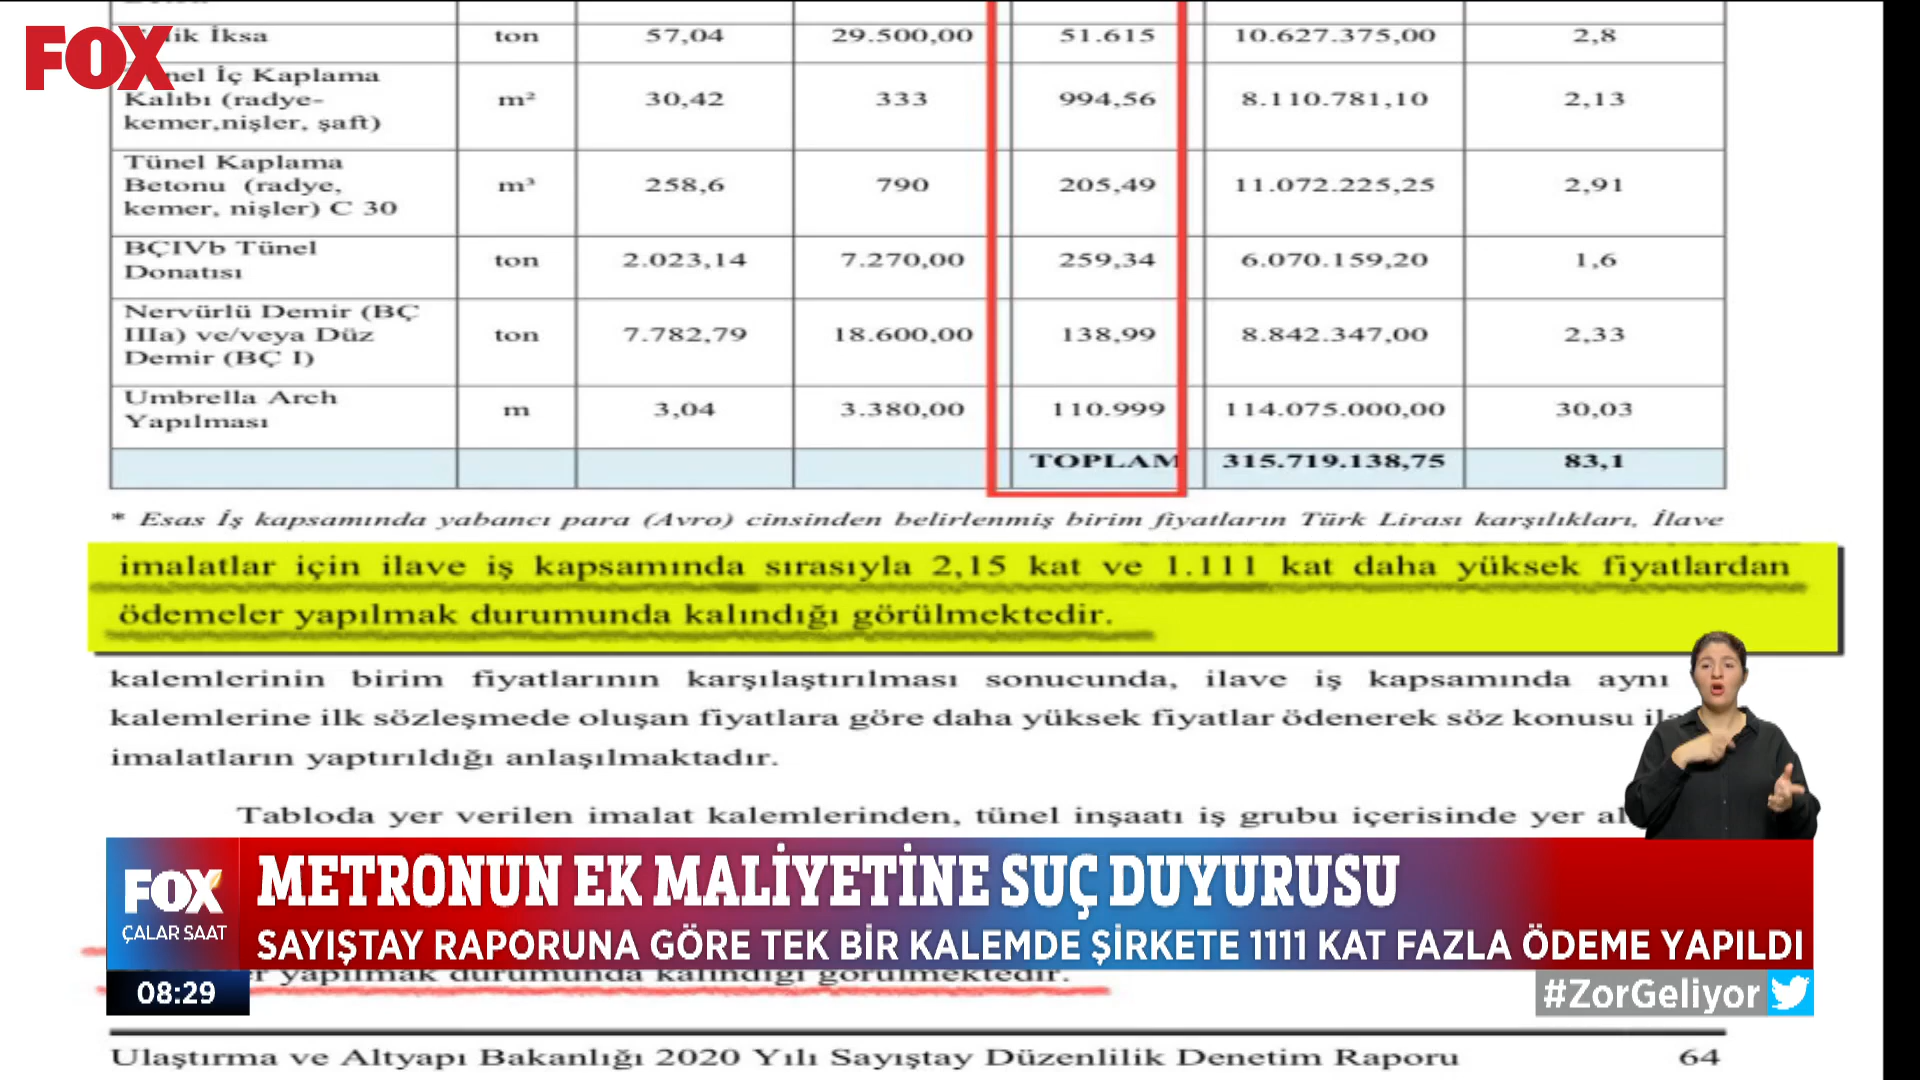 FOX
İksa ton 57,04 29.500,00 51.615 10.627.375,00 2,8
İç Kaplama
Kalıbı (radye-
kemer,nişler, şaft) m² 30,42 333 994,56 8.110.781,10 2,13
Tünel Kaplama
Betonu (radye,
kemer, nişler) C 30 m³ 258,6 790 205,49 11.072.225,25 2,91
BÇIVb Tünel
Donatısı ton 2.023,14 7.270,00 259,34 6.070.159,20 1,6
Nervürlü Demir (BÇ
IIIa) ve/veya Düz
Demir (BÇ I) ton 7.782,79 18.600,00 138,99 8.842.347,00 2,33
Umbrella Arch
Yapılması m 3,04 3.380,00 110.999 114.075.000,00 30,03
TOPLAM 315.719.138,75 83,1
* Esas İş kapsamında yabancı para (Avro) cinsinden belirlenmiş birim fiyatların Türk Lirası karşılıkları, İlave
imalatlar için ilave iş kapsamında sırasıyla 2,15 kat ve 1.111 kat daha yüksek fiyatlardan
ödemeler yapılmak durumunda kalındığı görülmektedir.
kalemlerinin birim fiyatlarının karşılaştırılması sonucunda, ilave iş kapsamında aynı
kalemlerine ilk sözleşmede oluşan fiyatlara göre daha yüksek fiyatlar ödenerek söz konusu
imalatların yaptırıldığı anlaşılmaktadır.
Tabloda yer verilen imalat kalemlerinden, tünel inşaatı iş grubu içerisinde yer
FOX
ÇALAR SAAT
METRONUN EK MALİYETİNE SUÇ DUYURUSU
SAYIŞTAY RAPORUNA GÖRE TEK BİR KALEMDE ŞİRKETE 1111 KAT FAZLA ÖDEME YAPILDI
yapılmak durumunda kalındığı görülmektedir.
08:29
#ZorGeliyor
Ulaştırma ve Altyapı Bakanlığı 2020 Yılı Sayıştay Düzenlilik Denetim Raporu 64